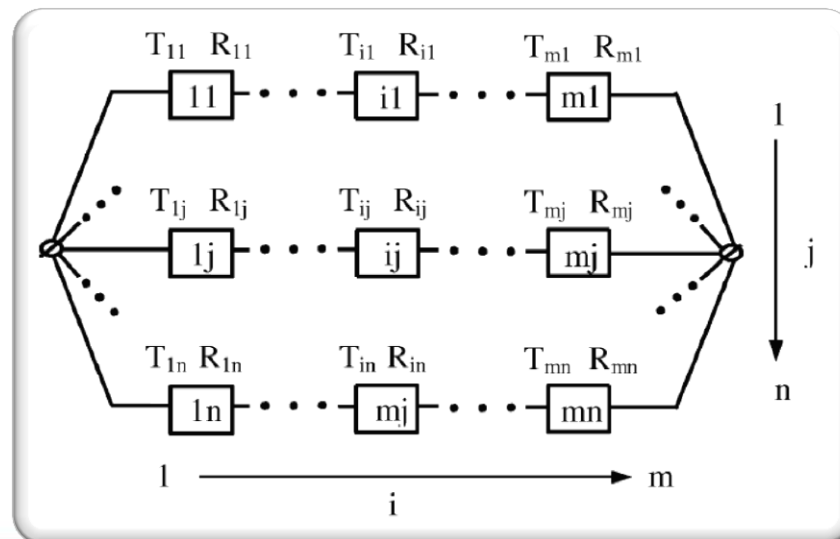 T₁₁ R₁₁ Tᵢ₁ Rᵢ₁ Tₘ₁ Rₘ₁
11 i1 m1
1
T₁ⱼ R₁ⱼ Tᵢⱼ Rᵢⱼ Tₘⱼ Rₘⱼ
1j ij mj
j
T₁ₙ R₁ₙ Tᵢₙ Rᵢₙ Tₘₙ Rₘₙ
n
1n mj mn
1 m
i